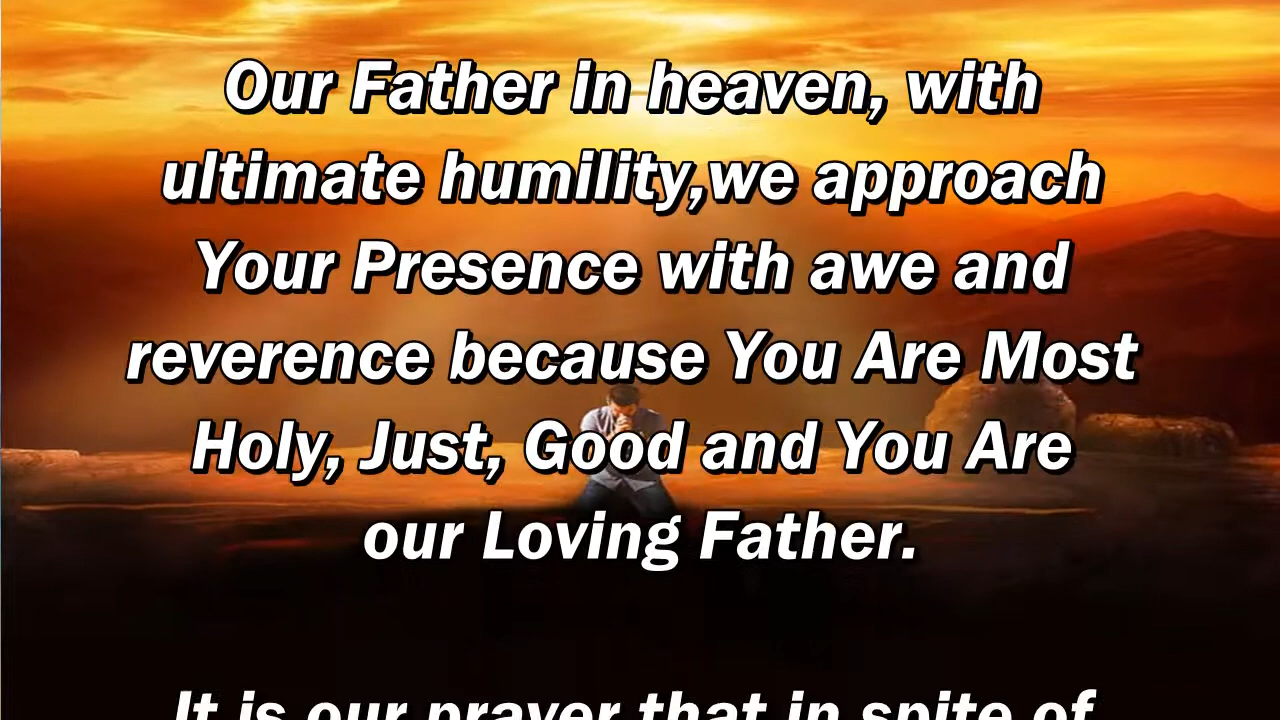 Our Father in heaven, with
ultimate humility,we approach
Your Presence with awe and
reverence because You Are Most
Holy, Just, Good and You Are
our Loving Father.
It is our prayer that in spite of